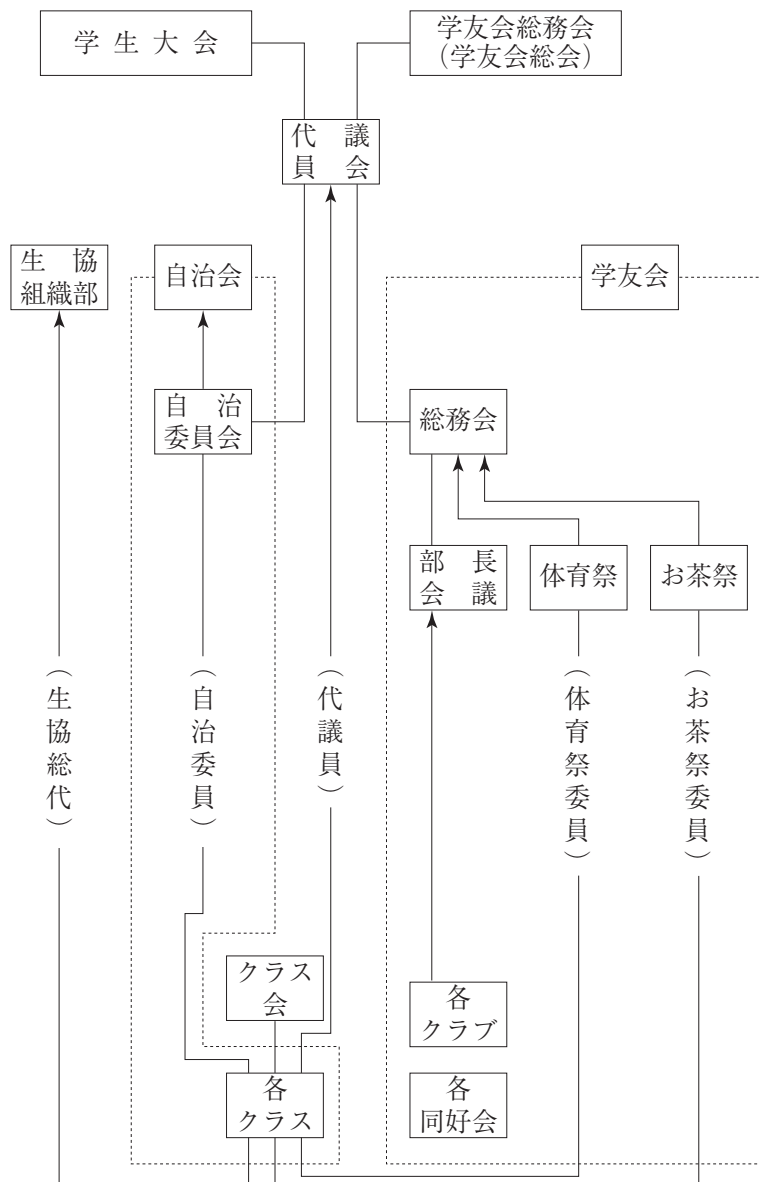 学生大会
学友会総務会
（学友会総会）
代議
員会
生協
組織部
自治会
学友会
自治
委員会
総務会
部長
会議
体育祭
お茶祭
（生協総代）
（自治委員）
（代議員）
（体育祭委員）
（お茶祭委員）
クラス
会
各
クラブ
各
クラス
各
同好会